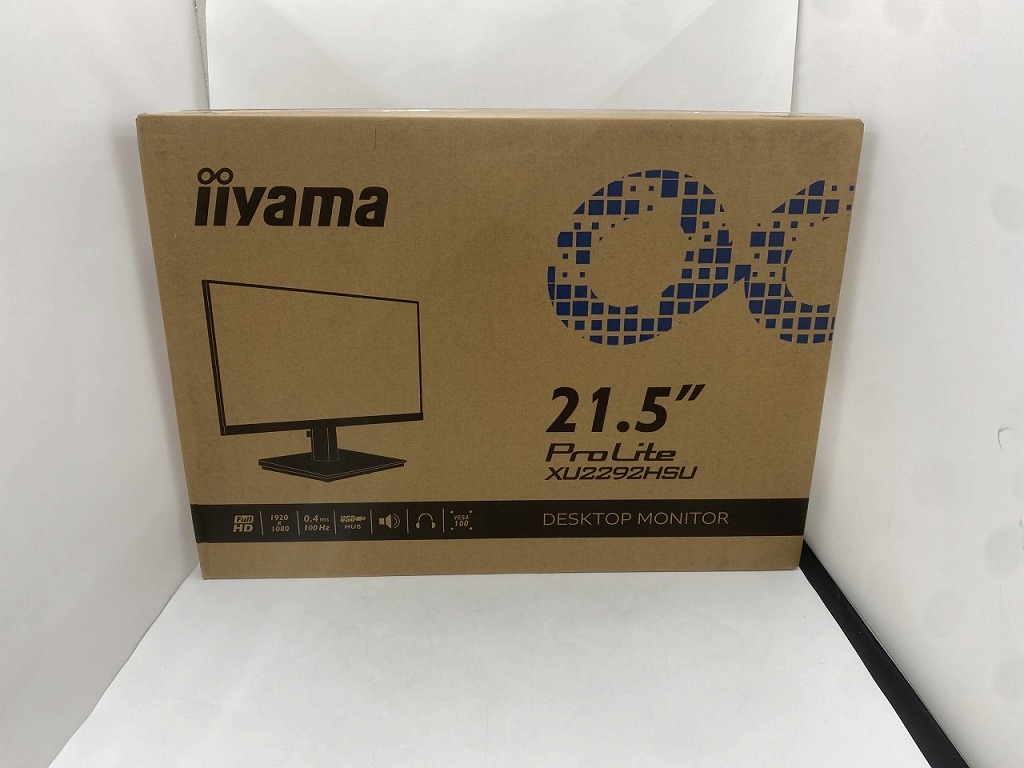 iiyama
21.5"
ProLite
XU2292HSU
Full HD
1920 x 1080
0.4 ms 100 Hz
USB HUB
VESA 100
DESKTOP MONITOR